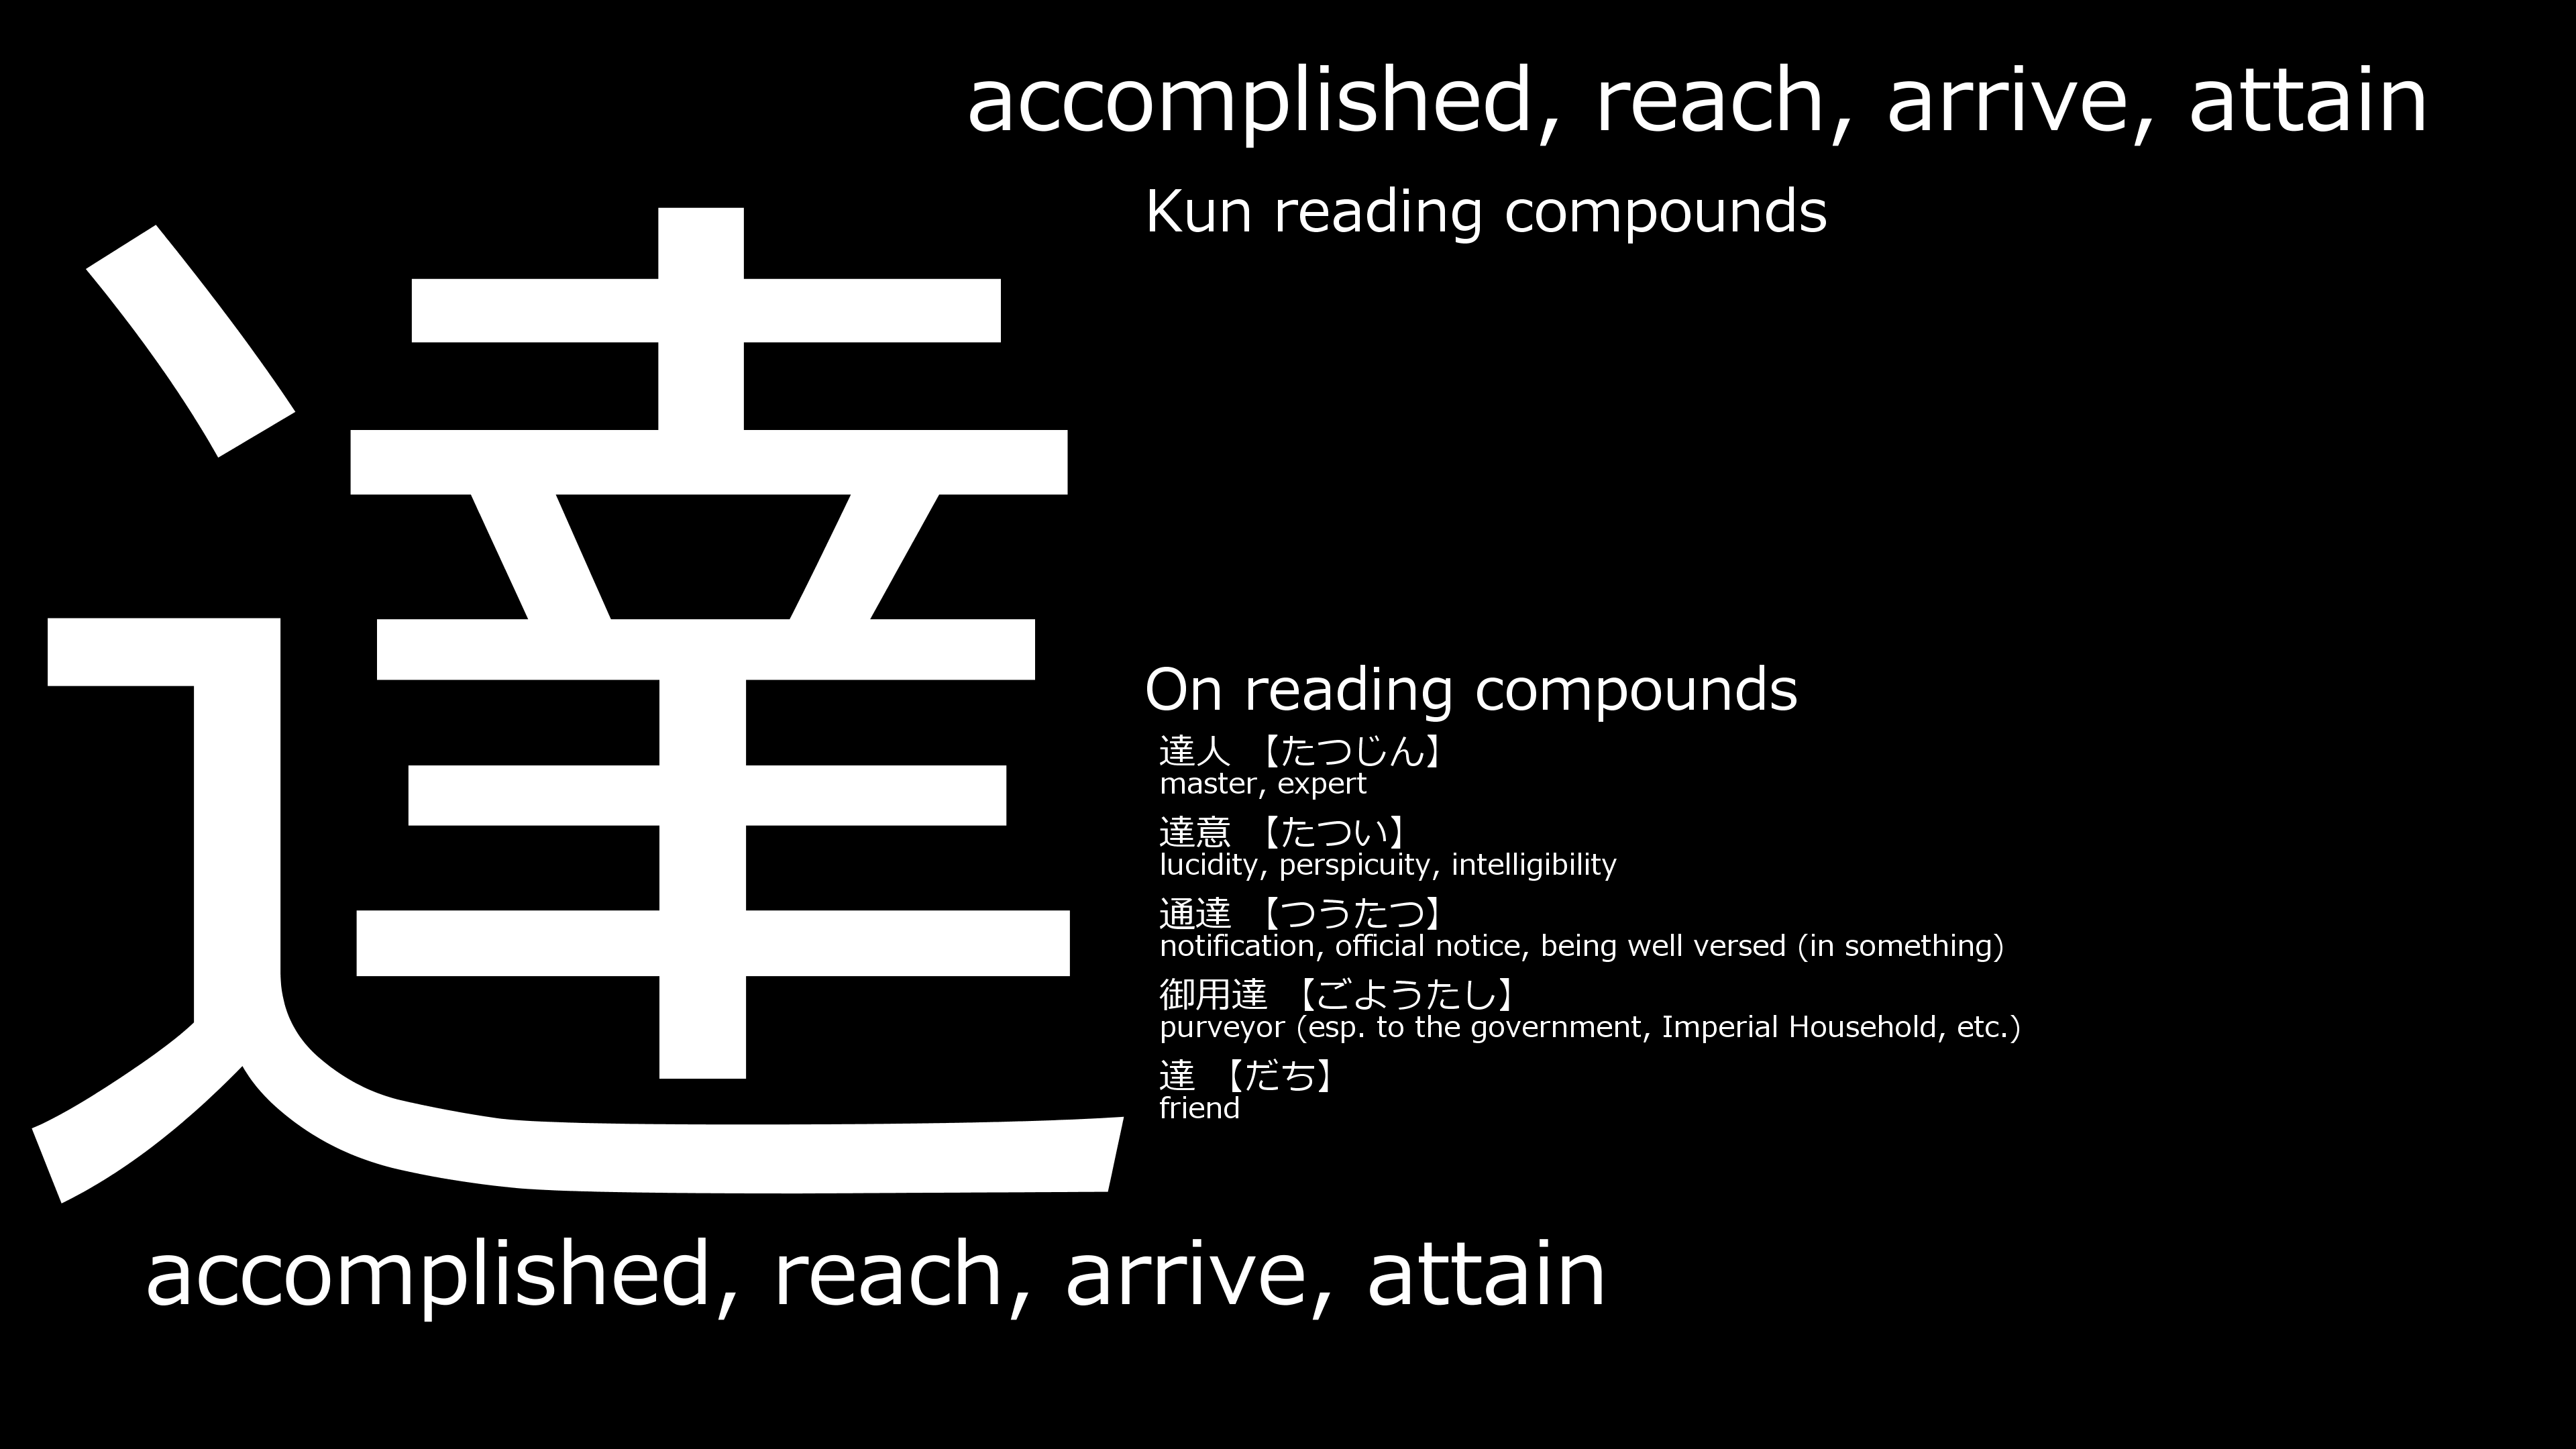 accomplished, reach, arrive, attain
Kun reading compounds
達
On reading compounds
達人 【たつじん】
master, expert
達意 【たつい】
lucidity, perspicuity, intelligibility
通達 【つうたつ】
notification, official notice, being well versed (in something)
御用達 【ごようたし】
purveyor (esp. to the government, Imperial Household, etc.)
達 【だち】
friend
accomplished, reach, arrive, attain